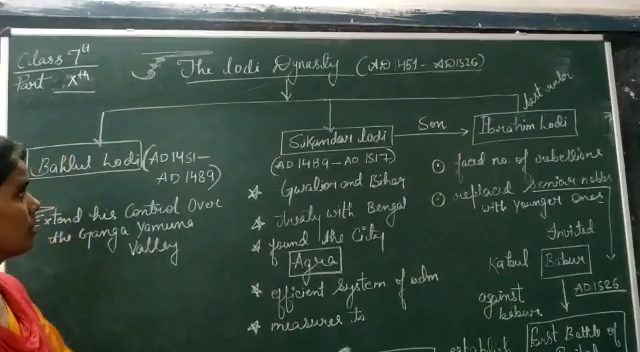 Class 7th
Part Xth
The Lodi Dynasty (AD 1451 - AD 1526)
last ruler
Bahlul Lodi (AD 1451-
AD 1489)
Extend his Control Over
the Ganga Yamuna
Valley
Sikandar Lodi
(AD 1489 - AD 1517)
* Gwalior and Bihar
* treaty with Bengal
* found the City
Agra
* efficient system of adm
* measures to
Son
Ibrahim Lodi
faced no. of rebellions
replaced senior nobles
with younger ones
Invited
Kabul Babur
AD 1526
against
First Battle of
establish